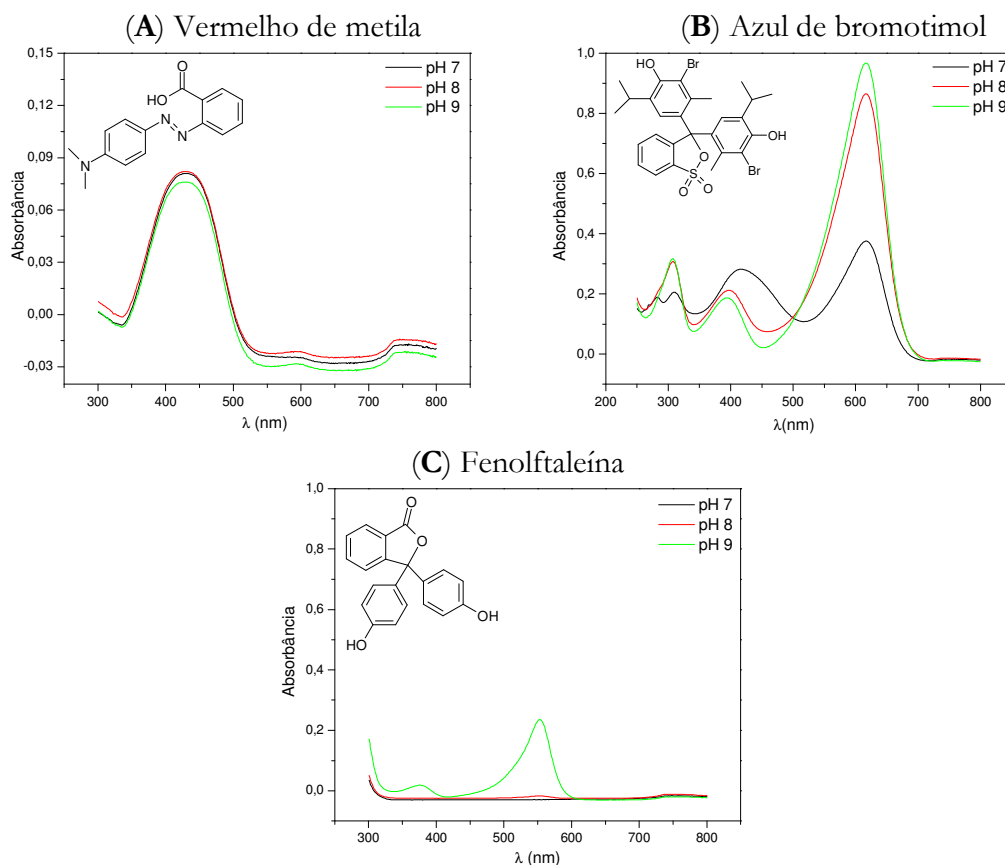 (A) Vermelho de metila
0,15
0,12
0,09
0,06
0,03
0,00
-0,03
Absorbância
300 400 500 600 700 800
λ (nm)
pH 7
pH 8
pH 9
O
HO
N
N
N
(B) Azul de bromotimol
1,0
0,8
0,6
0,4
0,2
0,0
Absorbância
200 300 400 500 600 700 800
λ(nm)
pH 7
pH 8
pH 9
HO
Br
OH
O
S
O
O
Br
(C) Fenolftaleína
1,0
0,8
0,6
0,4
0,2
0,0
Absorbância
300 400 500 600 700 800
λ (nm)
pH 7
pH 8
pH 9
O
O
OH
HO